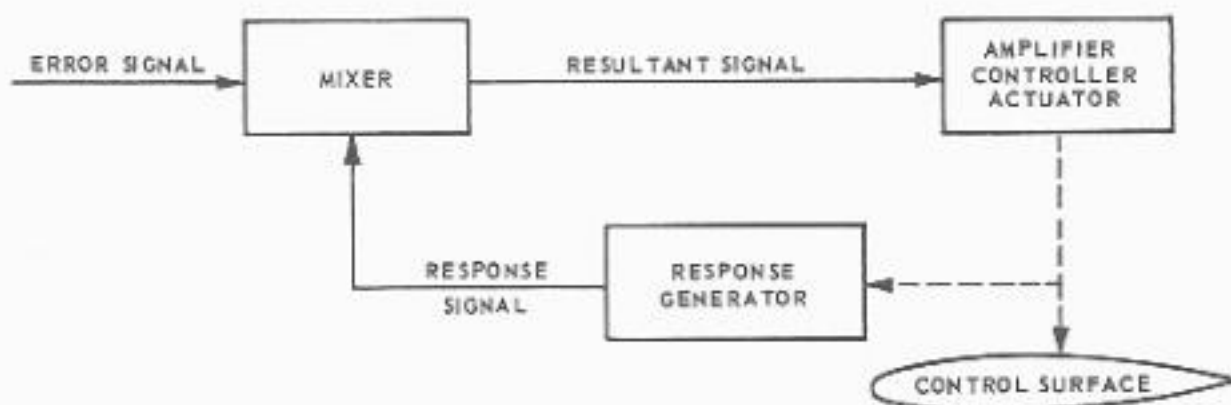 ERROR SIGNAL
MIXER
RESULTANT SIGNAL
AMPLIFIER
CONTROLLER
ACTUATOR
RESPONSE
SIGNAL
RESPONSE
GENERATOR
CONTROL SURFACE